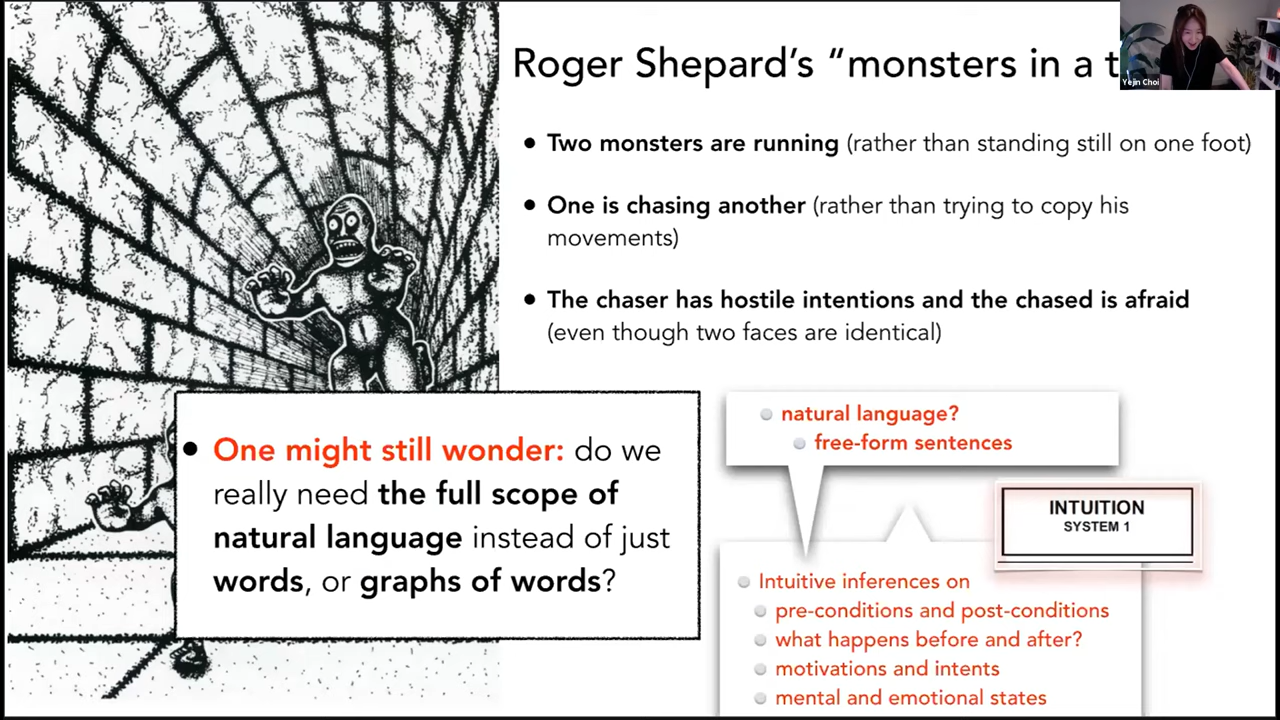 Roger Shepard's "monsters in a t
Yejin Choi
• Two monsters are running (rather than standing still on one foot)
• One is chasing another (rather than trying to copy his
movements)
• The chaser has hostile intentions and the chased is afraid
(even though two faces are identical)
• One might still wonder: do we
really need the full scope of
natural language instead of just
words, or graphs of words?
natural language?
free-form sentences
INTUITION
SYSTEM 1
Intuitive inferences on
pre-conditions and post-conditions
what happens before and after?
motivations and intents
mental and emotional states